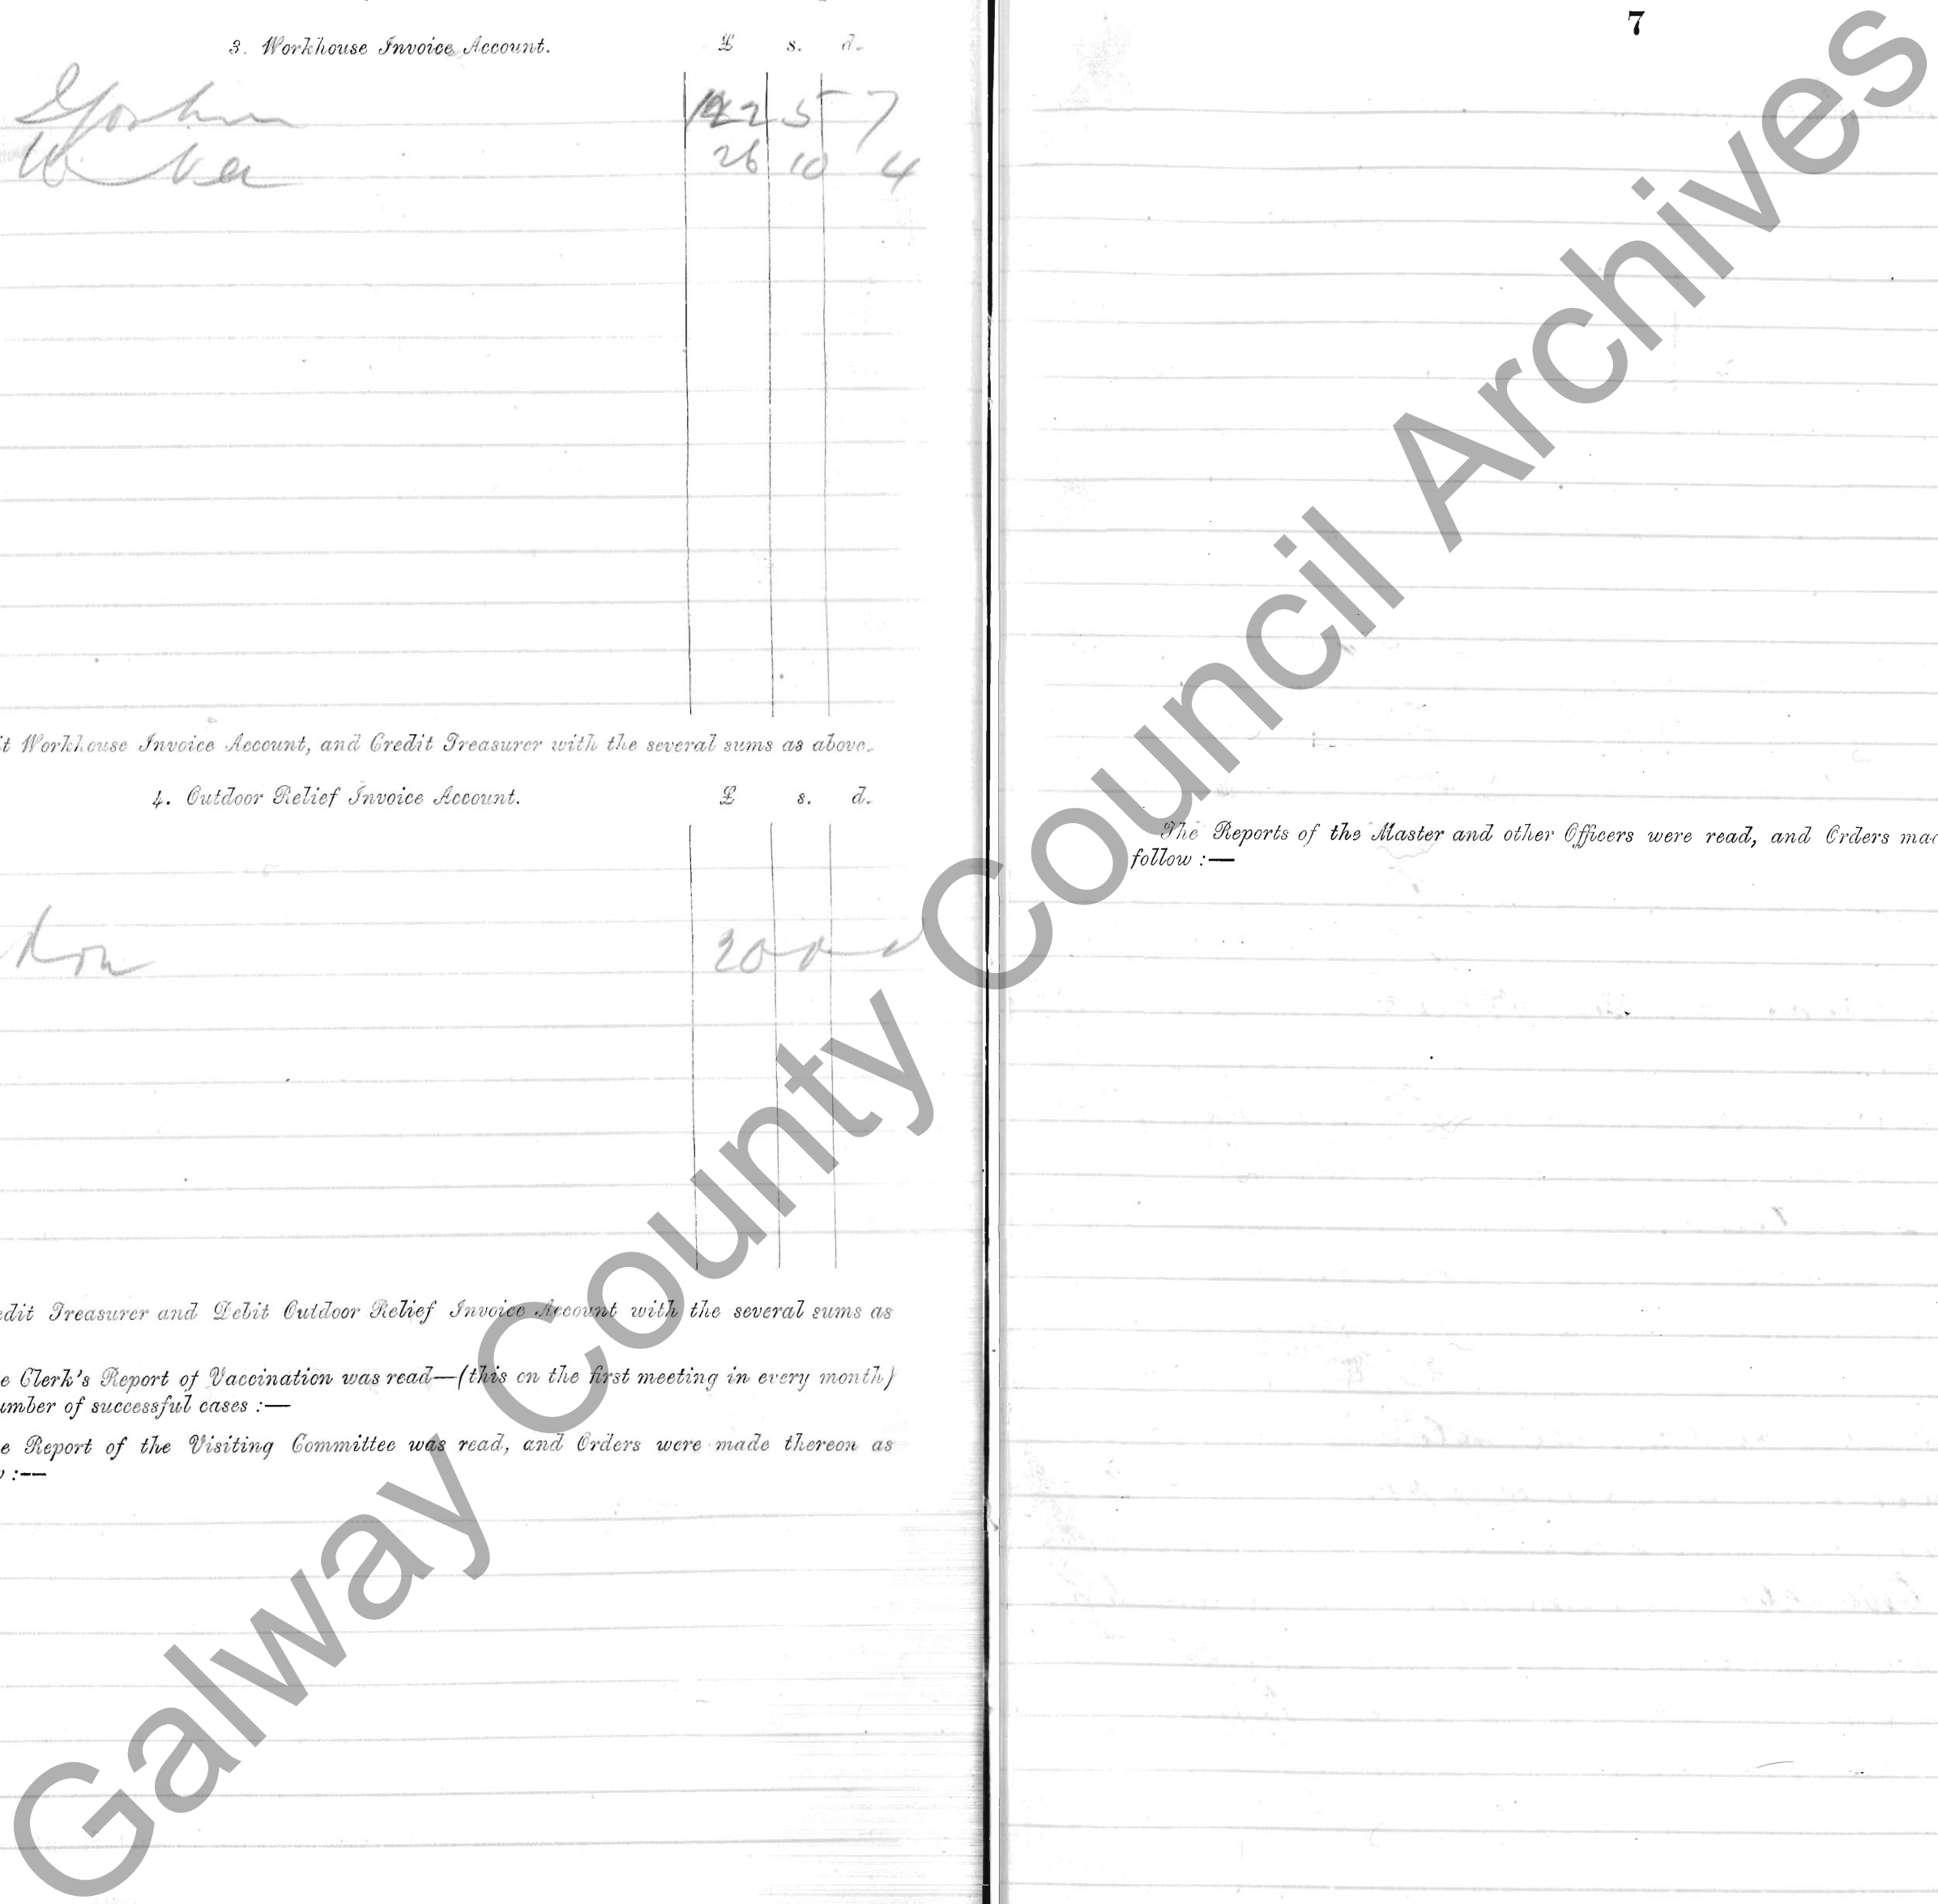 3. Workhouse Invoice Account. £ s. d.
5 7
26 10 4
it Workhouse Invoice Account, and Credit Treasurer with the several sums as above.
4. Outdoor Relief Invoice Account. £ s. d.
edit Treasurer and Debit Outdoor Relief Invoice Account with the several sums as
e Clerk's Report of Vaccination was read—(this on the first meeting in every month)
umber of successful cases :—
e Report of the Visiting Committee was read, and Orders were made thereon as
:—
7
The Reports of the Master and other Officers were read, and Orders mad
follow :—
Galway County Council Archives